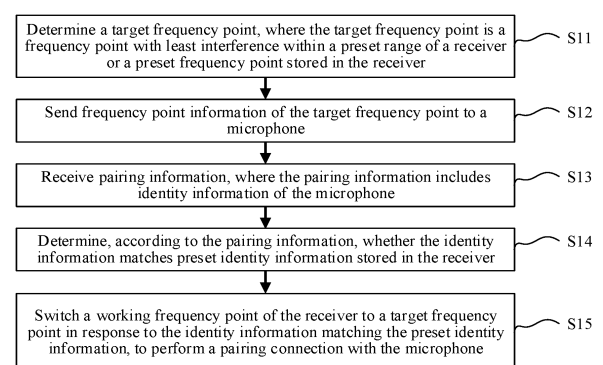 Determine a target frequency point, where the target frequency point is a
frequency point with least interference within a preset range of a receiver
or a preset frequency point stored in the receiver
S11
Send frequency point information of the target frequency point to a
microphone
S12
Receive pairing information, where the pairing information includes
identity information of the microphone
S13
Determine, according to the pairing information, whether the identity
information matches preset identity information stored in the receiver
S14
Switch a working frequency point of the receiver to a target frequency
point in response to the identity information matching the preset identity
information, to perform a pairing connection with the microphone
S15